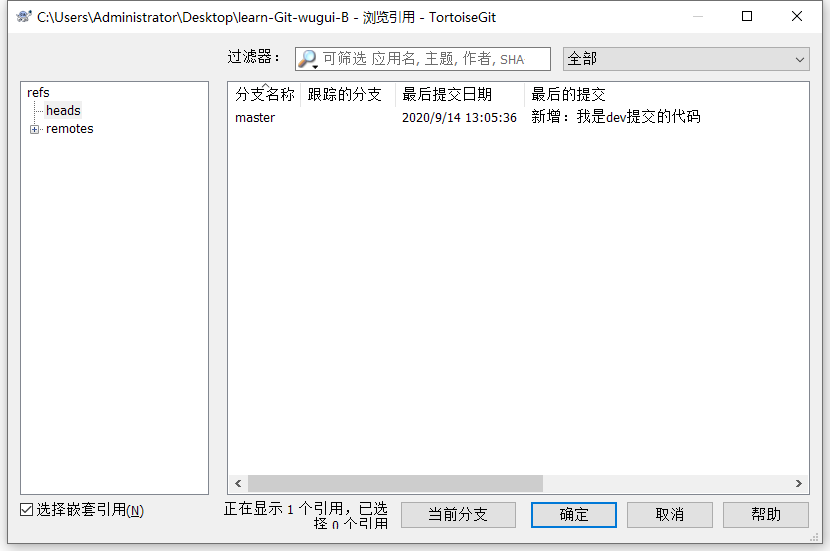 C:\Users\Administrator\Desktop\learn-Git-wugui-B - 浏览引用 - TortoiseGit
过滤器： 可筛选 应用名, 主题, 作者, SHA 全部
refs
heads
remotes
分支名称 跟踪的分支 最后提交日期 最后的提交
master 2020/9/14 13:05:36 新增：我是dev提交的代码
选择嵌套引用(N)
正在显示 1 个引用，已选
择 0 个引用
当前分支 确定 取消 帮助